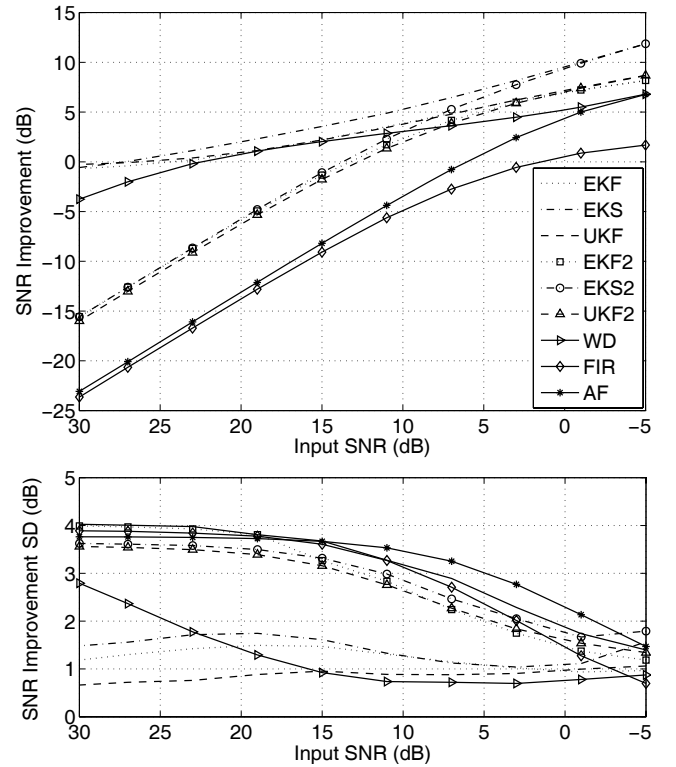 15
10
5
0
−5
−10
−15
−20
−25
SNR Improvement (dB)
EKF
EKS
UKF
EKF2
EKS2
UKF2
WD
FIR
AF
30 25 20 15 10 5 0 −5
Input SNR (dB)
5
4
3
2
1
0
SNR Improvement SD (dB)
30 25 20 15 10 5 0 −5
Input SNR (dB)